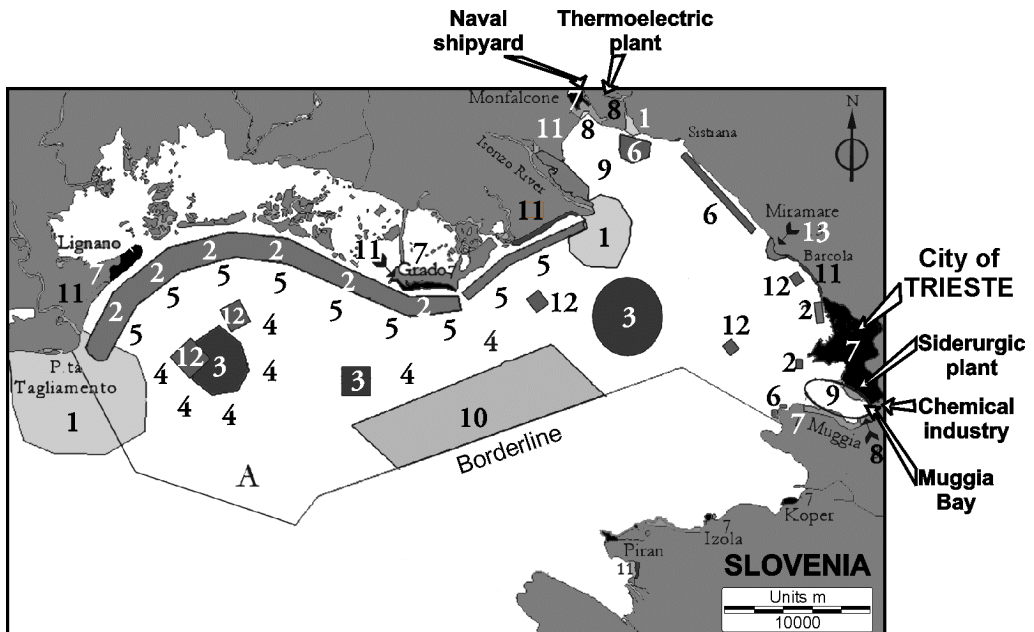 Naval
shipyard
Thermoelectric
plant
Monfalcone
7
8
8
1
11
6
Sistiana
N
Isonzo River
9
6
11
1
Miramare
13
Barcola
11
12
2
City of
TRIESTE
7
Lignano
7
11
2
2
2
2
2
2
11
7
Grado
7
5
5
5
5
5
5
5
5
12
3
12
4
4
4
4
4
4
4
12
3
3
12
P.ta
Tagliamento
1
10
Borderline
A
2
6
9
7
Muggia
8
Siderurgic
plant
Chemical
industry
Muggia
Bay
7
Koper
7
Izola
Piran
11
SLOVENIA
Units m
10000